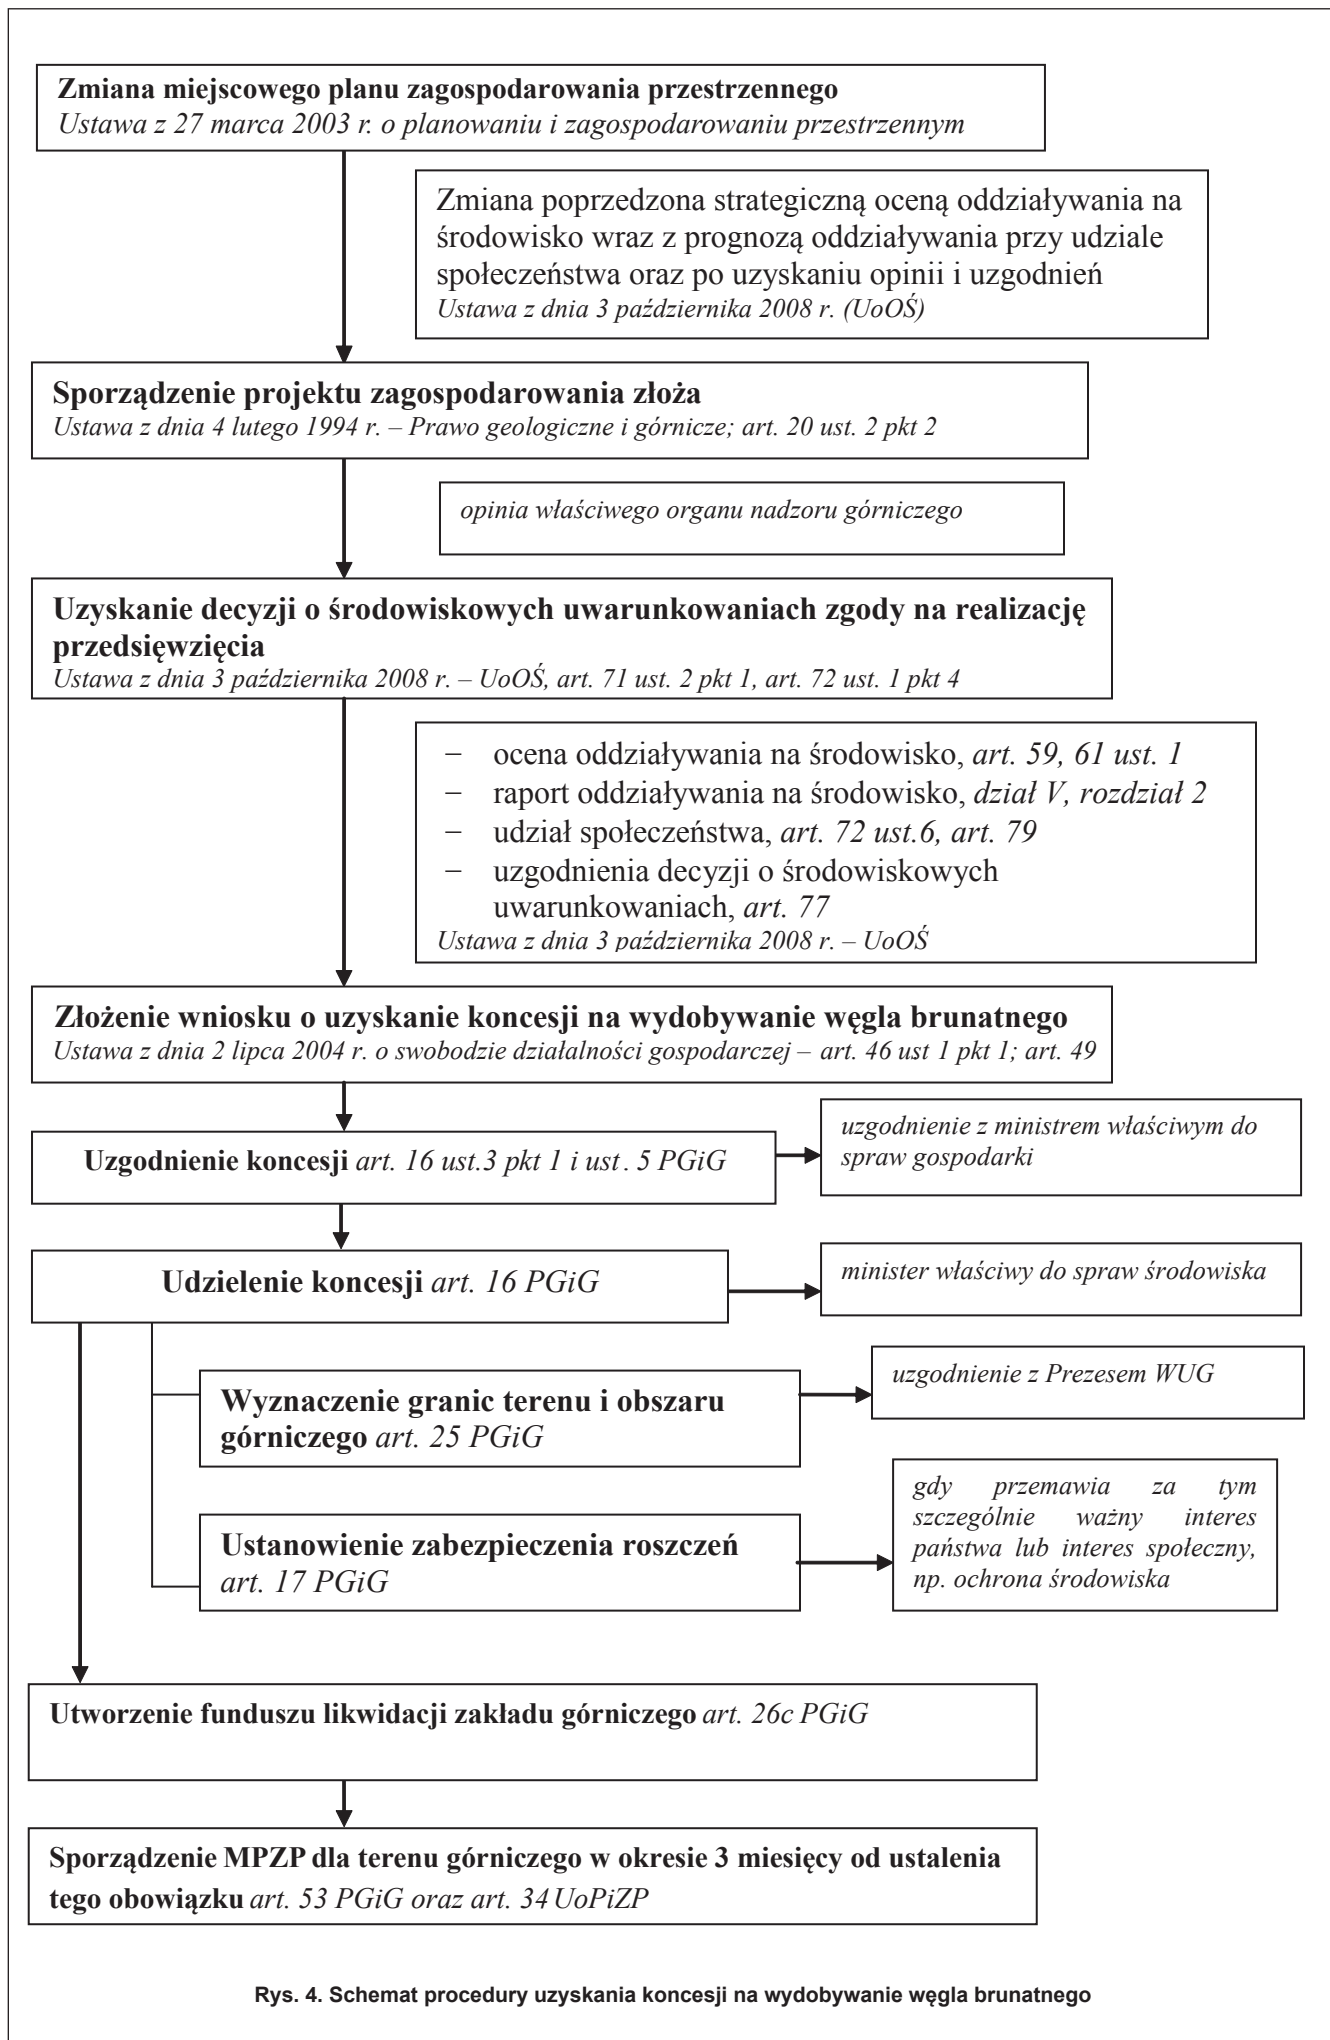 Zmiana miejscowego planu zagospodarowania przestrzennego
Ustawa z 27 marca 2003 r. o planowaniu i zagospodarowaniu przestrzennym
Zmiana poprzedzona strategiczną oceną oddziaływania na
środowisko wraz z prognozą oddziaływania przy udziale
społeczeństwa oraz po uzyskaniu opinii i uzgodnień
Ustawa z dnia 3 października 2008 r. (UoOŚ)
Sporządzenie projektu zagospodarowania złoża
Ustawa z dnia 4 lutego 1994 r. – Prawo geologiczne i górnicze; art. 20 ust. 2 pkt 2
opinia właściwego organu nadzoru górniczego
Uzyskanie decyzji o środowiskowych uwarunkowaniach zgody na realizację
przedsięwzięcia
Ustawa z dnia 3 października 2008 r. – UoOŚ, art. 71 ust. 2 pkt 1, art. 72 ust. 1 pkt 4
– ocena oddziaływania na środowisko, art. 59, 61 ust. 1
– raport oddziaływania na środowisko, dział V, rozdział 2
– udział społeczeństwa, art. 72 ust.6, art. 79
– uzgodnienia decyzji o środowiskowych
uwarunkowaniach, art. 77
Ustawa z dnia 3 października 2008 r. – UoOŚ
Złożenie wniosku o uzyskanie koncesji na wydobywanie węgla brunatnego
Ustawa z dnia 2 lipca 2004 r. o swobodzie działalności gospodarczej – art. 46 ust 1 pkt 1; art. 49
Uzgodnienie koncesji art. 16 ust.3 pkt 1 i ust. 5 PGiG
uzgodnienie z ministrem właściwym do
spraw gospodarki
Udzielenie koncesji art. 16 PGiG
minister właściwy do spraw środowiska
Wyznaczenie granic terenu i obszaru
górniczego art. 25 PGiG
uzgodnienie z Prezesem WUG
Ustanowienie zabezpieczenia roszczeń
art. 17 PGiG
gdy przemawia za tym
szczególnie ważny interes
państwa lub interes społeczny,
np. ochrona środowiska
Utworzenie funduszu likwidacji zakładu górniczego art. 26c PGiG
Sporządzenie MPZP dla terenu górniczego w okresie 3 miesięcy od ustalenia
tego obowiązku art. 53 PGiG oraz art. 34 UoPiZP
Rys. 4. Schemat procedury uzyskania koncesji na wydobywanie węgla brunatnego